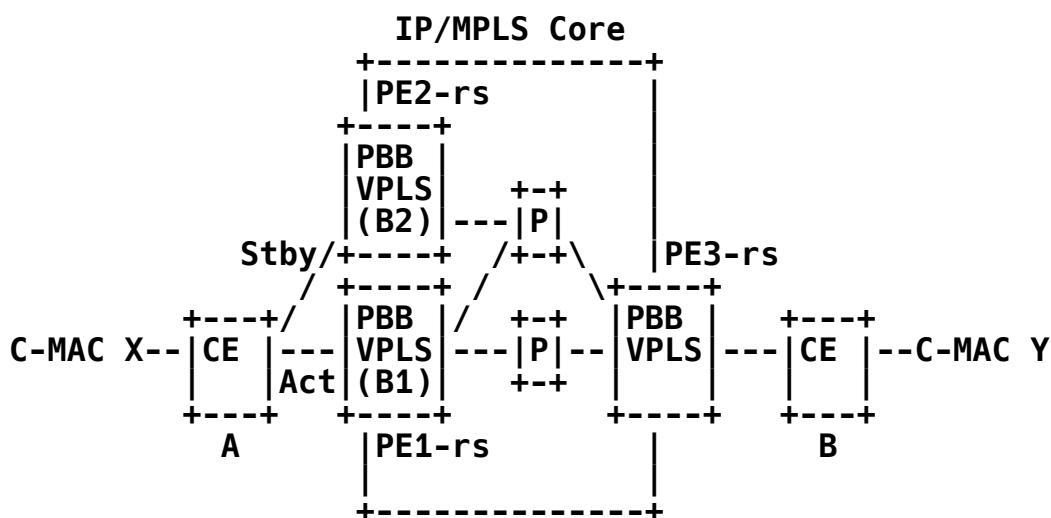 IP/MPLS Core
+--------------+
|PE2-rs        |
+----+         |
|PBB |         |
|VPLS|   +-+   |
|(B2)|---|P|   |
Stby/+----+  /+-+\   |PE3-rs
/ +----+ /    \+----+
+---+/  |PBB |/  +-+  |PBB |   +---+
C-MAC X--|CE |---|VPLS|---|P|--|VPLS|---|CE |--C-MAC Y
|   |Act|(B1)|   +-+  |    |   |   |
+---+   +----+        +----+   +---+
A     |PE1-rs        |       B
|              |
+--------------+